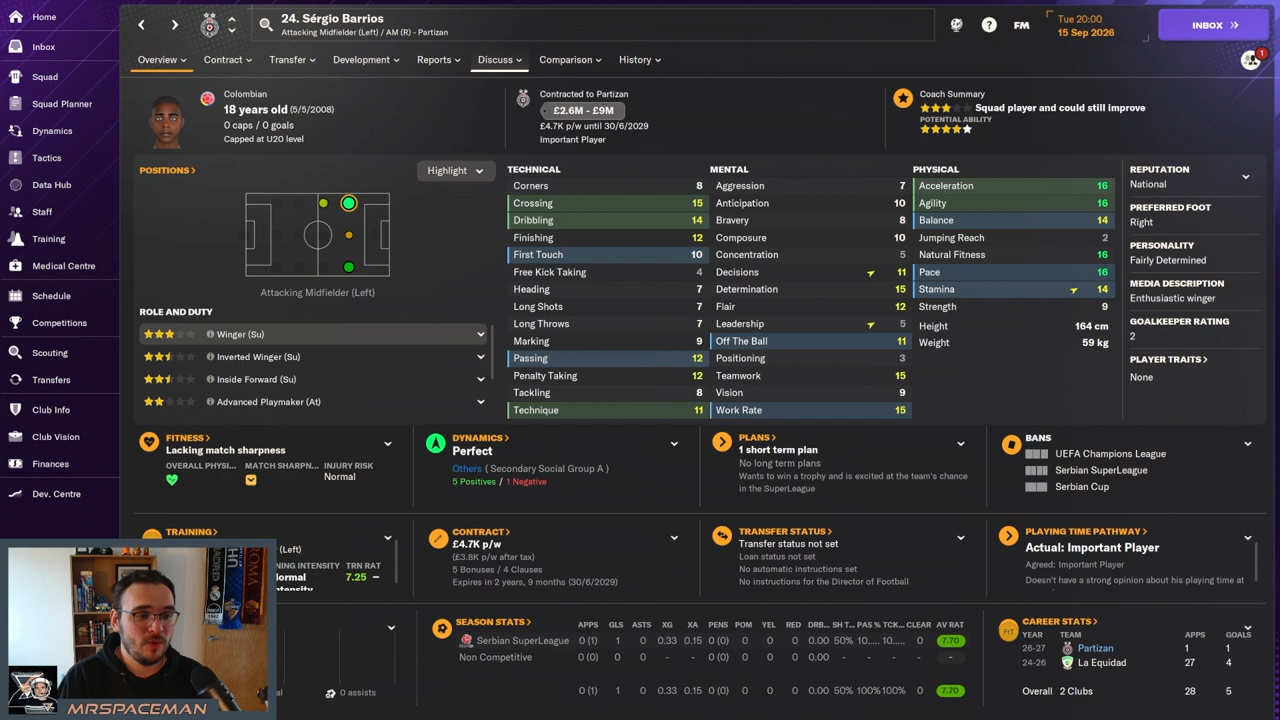 Home
Inbox
Squad
Squad Planner
Dynamics
Tactics
Data Hub
Staff
Training
Medical Centre
Schedule
Competitions
Scouting
Transfers
Club Info
Club Vision
Finances
Dev. Centre
24. Sérgio Barrios
Attacking Midfielder (Left) / AM (R) - Partizan
FM
Tue 20:00
15 Sep 2026
INBOX
1
Overview
Contract
Transfer
Development
Reports
Discuss
Comparison
History
Colombian
18 years old (5/5/2008)
0 caps / 0 goals
Capped at U20 level
Contracted to Partizan
£2.6M - £9M
£4.7K p/w until 30/6/2029
Important Player
Coach Summary
Squad player and could still improve
POTENTIAL ABILITY
POSITIONS
Highlight
Attacking Midfielder (Left)
ROLE AND DUTY
Winger (Su)
Inverted Winger (Su)
Inside Forward (Su)
Advanced Playmaker (At)
TECHNICAL
Corners 8
Crossing 15
Dribbling 14
Finishing 12
First Touch 10
Free Kick Taking 4
Heading 7
Long Shots 7
Long Throws 7
Marking 9
Passing 12
Penalty Taking 12
Tackling 8
Technique 11
MENTAL
Aggression 7
Anticipation 10
Bravery 8
Composure 10
Concentration 5
Decisions 11
Determination 15
Flair 12
Leadership 5
Off The Ball 11
Positioning 3
Teamwork 15
Vision 9
Work Rate 15
PHYSICAL
Acceleration 16
Agility 16
Balance 14
Jumping Reach 2
Natural Fitness 16
Pace 16
Stamina 14
Strength 9
Height 164 cm
Weight 59 kg
REPUTATION
National
PREFERRED FOOT
Right
PERSONALITY
Fairly Determined
MEDIA DESCRIPTION
Enthusiastic winger
GOALKEEPER RATING
2
PLAYER TRAITS
None
FITNESS
Lacking match sharpness
OVERALL PHYSI... MATCH SHARPN... INJURY RISK
Normal
DYNAMICS
Perfect
Others ( Secondary Social Group A )
5 Positives / 1 Negative
PLANS
1 short term plan
No long term plans
Wants to win a trophy and is excited at the team's chance
in the SuperLeague
BANS
UEFA Champions League
Serbian SuperLeague
Serbian Cup
TRAINING
(Left)
NING INTENSITY TRN RAT
Normal 7.25 –
Intensity
CONTRACT
£4.7K p/w
(£3.8K p/w after tax)
5 Bonuses / 4 Clauses
Expires in 2 years, 9 months (30/6/2029)
TRANSFER STATUS
Transfer status not set
Loan status not set
No automatic instructions set
No instructions for the Director of Football
PLAYING TIME PATHWAY
Actual: Important Player
Agreed: Important Player
Doesn't have a strong opinion about his playing time at
0 assists
SEASON STATS
APPS GLS ASTS XG XA PENS POM YEL RED DRB... SH T... PAS %TCK... CLEAR AV RAT
Serbian SuperLeague 0 (1) 1 0 0.33 0.15 0 (0) 0 0 0 0.00 50% 10..... 10... 0 7.70
Non Competitive 0 (0) 0 0 - - 0 (0) 0 0 0 0.00 - - - 0 -
0 (1) 1 0 0.33 0.15 0 (0) 0 0 0 0.00 50% 100%100% 0 7.70
CAREER STATS
YEAR TEAM APPS GOALS
26-27 Partizan 1 1
24-26 La Equidad 27 4
Overall 2 Clubs 28 5
MRSPACEMAN